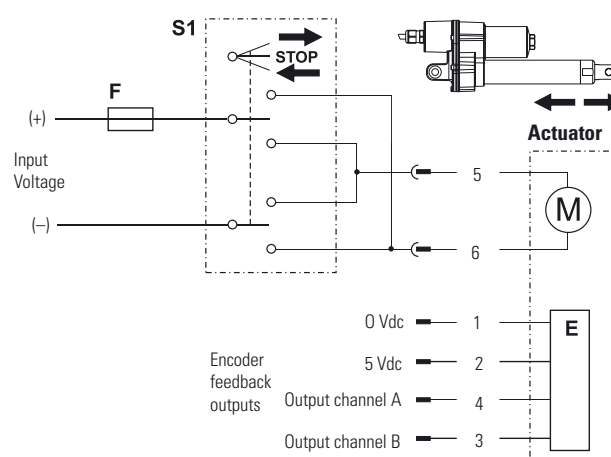 S1
STOP
F
(+)
Actuator
Input
Voltage
5
M
(–)
6
0 Vdc
1
E
Encoder
feedback
outputs
5 Vdc
2
Output channel A
4
Output channel B
3